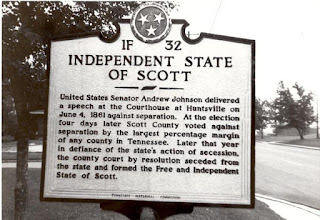 1F 32
INDEPENDENT STATE
OF SCOTT
United States Senator Andrew Johnson delivered
a speech at the Courthouse at Huntsville on
June 4, 1861 against separation. At the election
four days later Scott County voted against
separation by the largest percentage margin
of any county in Tennessee. Later that year
in defiance of the state's action of secession,
the county court by resolution seceded from
the state and formed the Free and Independent
State of Scott.
TENNESSEE HISTORICAL COMMISSION